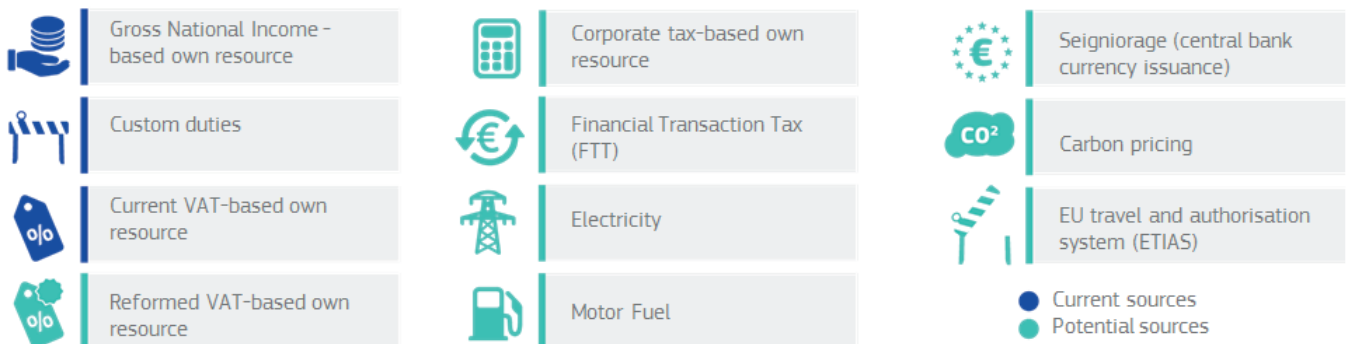 Gross National Income -
based own resource
Custom duties
Current VAT-based own
resource
%
Reformed VAT-based own
resource
%
Corporate tax-based own
resource
€
Financial Transaction Tax
(FTT)
Electricity
Motor Fuel
€
Seigniorage (central bank
currency issuance)
CO²
Carbon pricing
EU travel and authorisation
system (ETIAS)
Current sources
Potential sources